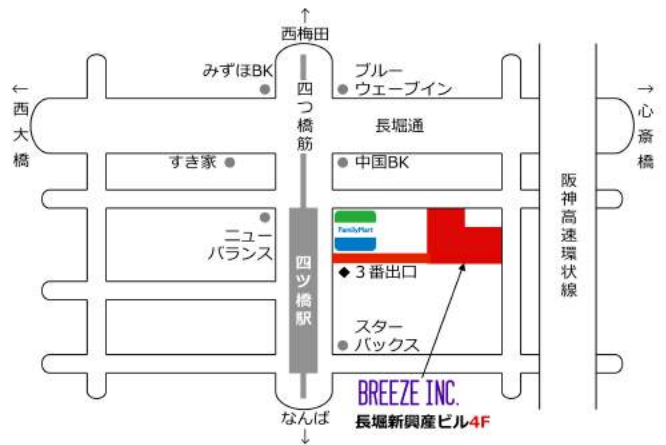 ↑
西梅田
みずほBK
ブルー
ウェーブイン
四つ橋筋
←西大橋
長堀通
→心斎橋
すき家
中国BK
阪神高速環状線
FamilyMart
ニュー
バランス
四ツ橋駅
◆3番出口
スター
バックス
BREEZE INC.
長堀新興産ビル4F
なんば
↓